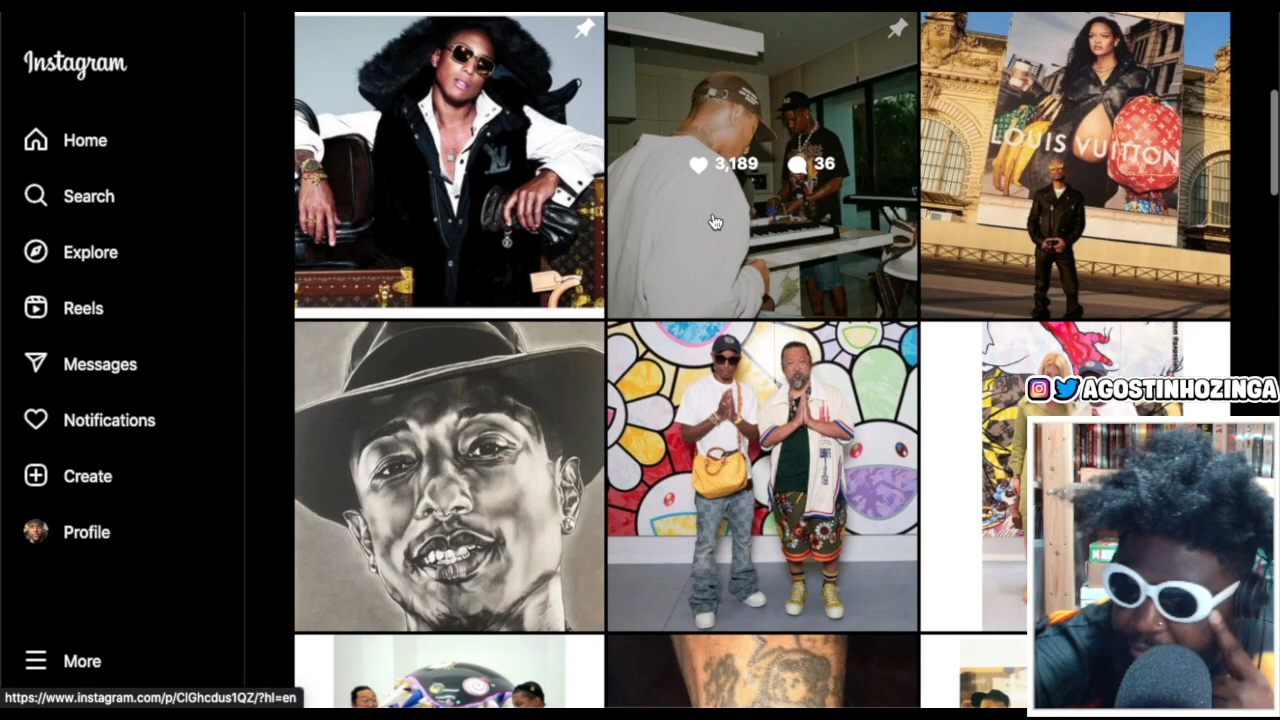 Instagram
Home
Search
Explore
Reels
Messages
Notifications
Create
Profile
More
3,189
36
LOUIS VUITTON
AGOSTINHOZINGA
https://www.instagram.com/p/ClGhcdus1QZ/?hl=en